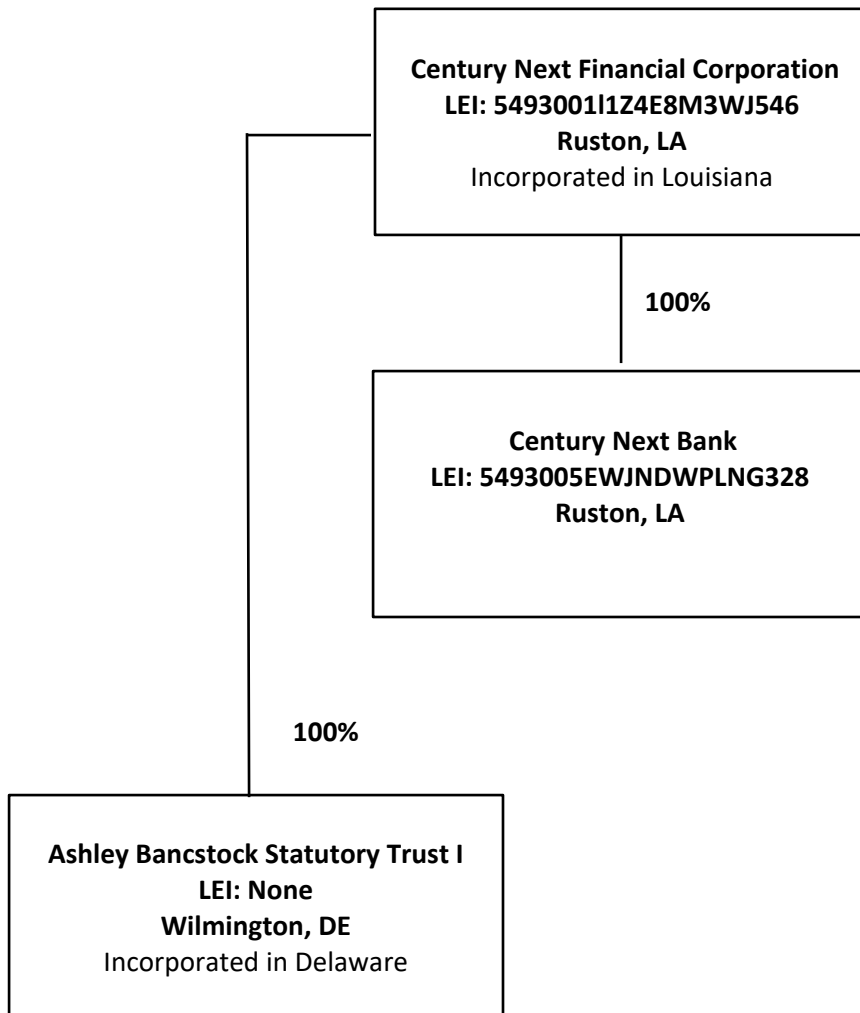 Century Next Financial Corporation
LEI: 5493001l1Z4E8M3WJ546
Ruston, LA
Incorporated in Louisiana
100%
Century Next Bank
LEI: 5493005EWJNDWPLNG328
Ruston, LA
100%
Ashley Bancstock Statutory Trust I
LEI: None
Wilmington, DE
Incorporated in Delaware